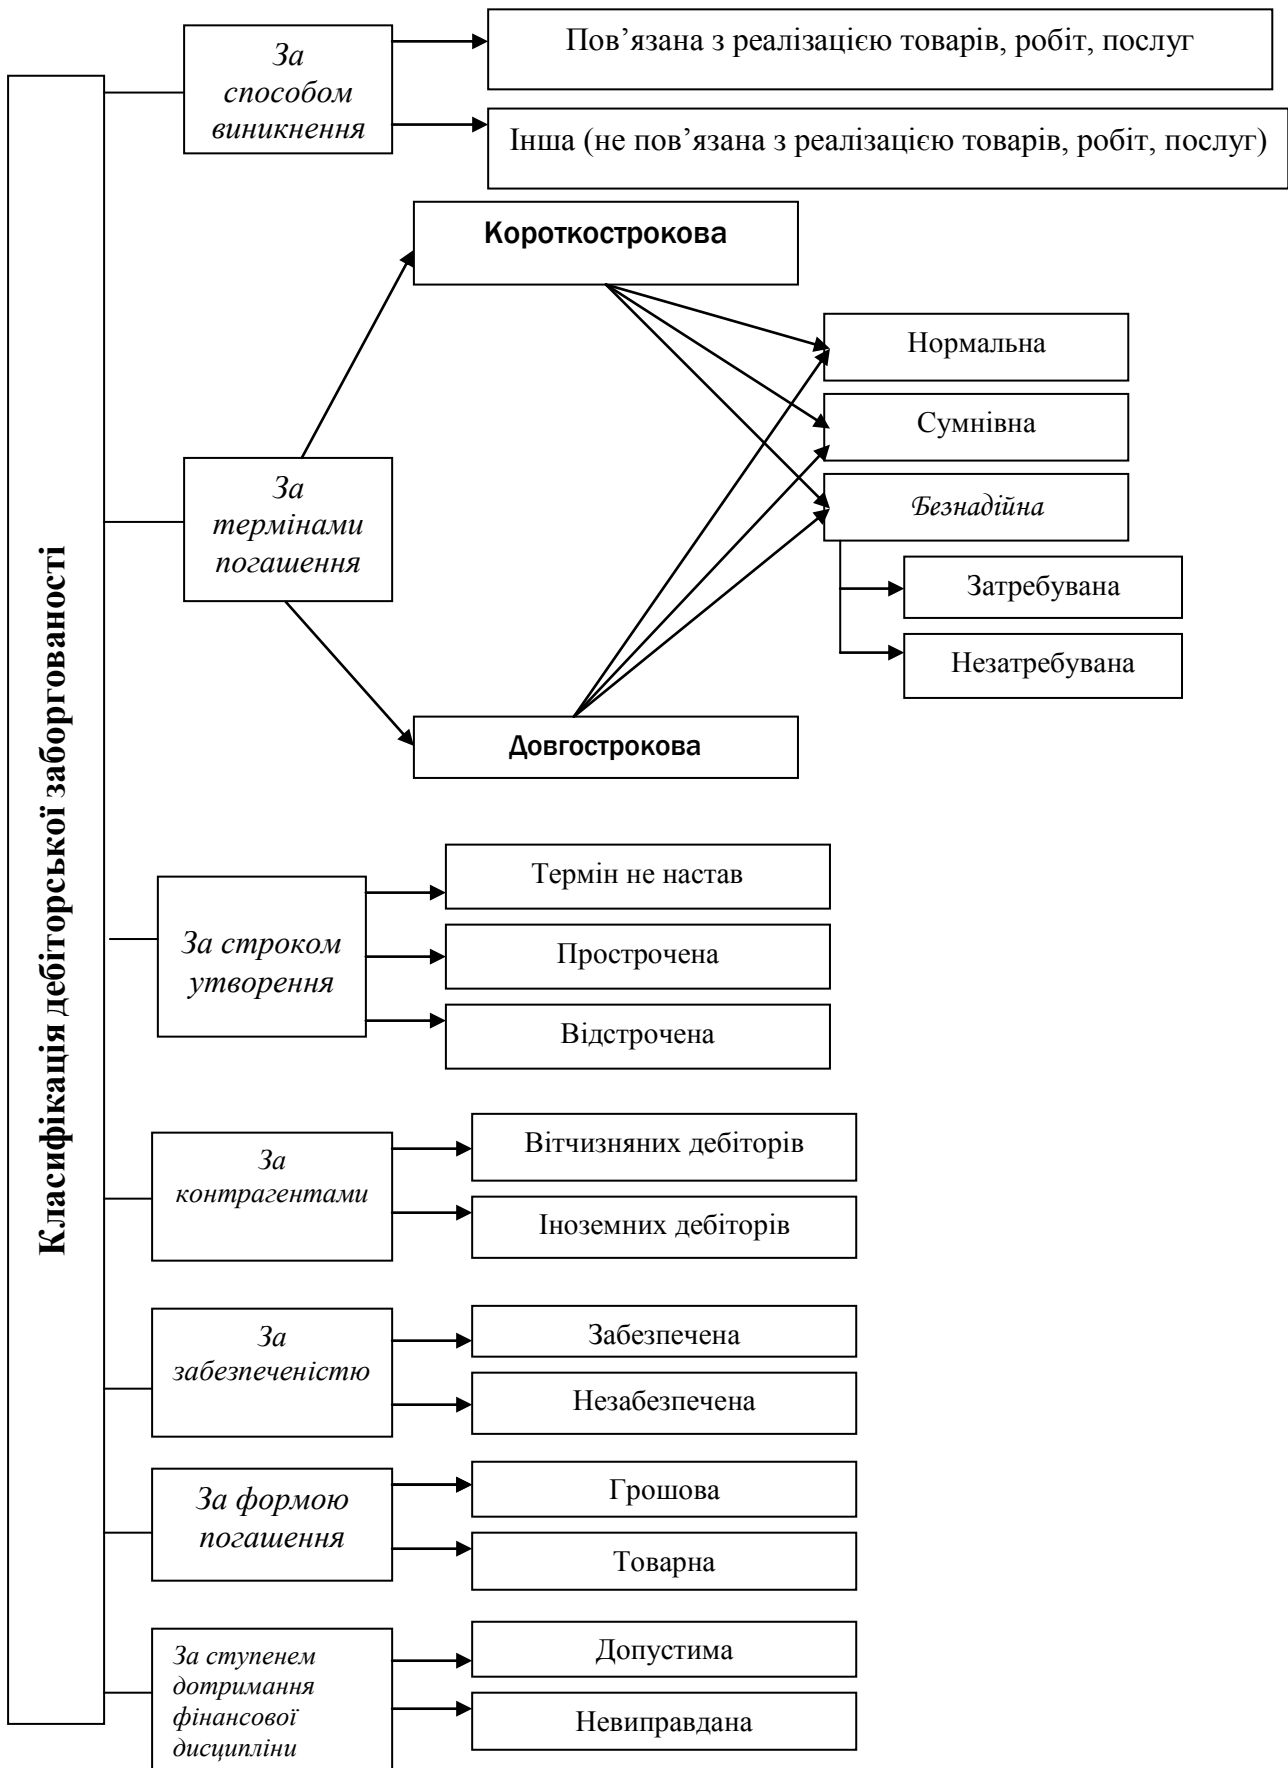 Класифікація дебіторської заборгованості
За
способом
виникнення
Пов’язана з реалізацією товарів, робіт, послуг
Інша (не пов’язана з реалізацією товарів, робіт, послуг)
За
термінами
погашення
Короткострокова
Нормальна
Сумнівна
Безнадійна
Затребувана
Незатребувана
Довгострокова
За строком
утворення
Термін не настав
Прострочена
Відстрочена
За
контрагентами
Вітчизняних дебіторів
Іноземних дебіторів
За
забезпеченістю
Забезпечена
Незабезпечена
За формою
погашення
Грошова
Товарна
За ступенем
дотримання
фінансової
дисципліни
Допустима
Невиправдана